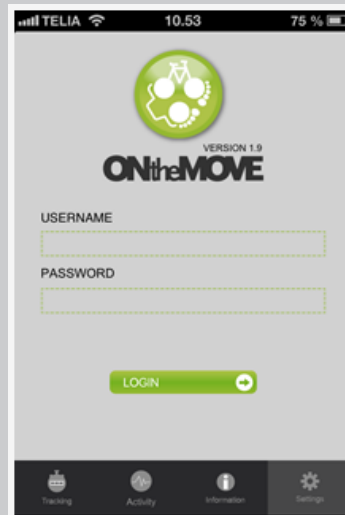 TELIA 10.53 75 %
VERSION 1.9
ONtheMOVE
USERNAME
PASSWORD
LOGIN
Tracking Activity Information Settings